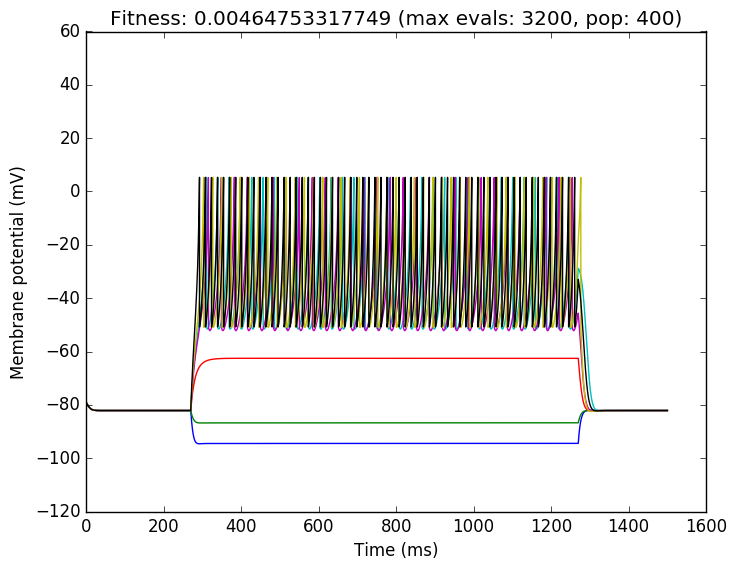 Fitness: 0.00464753317749 (max evals: 3200, pop: 400)
60
40
20
0
−20
−40
−60
−80
−100
−120
Membrane potential (mV)
0 200 400 600 800 1000 1200 1400 1600
Time (ms)